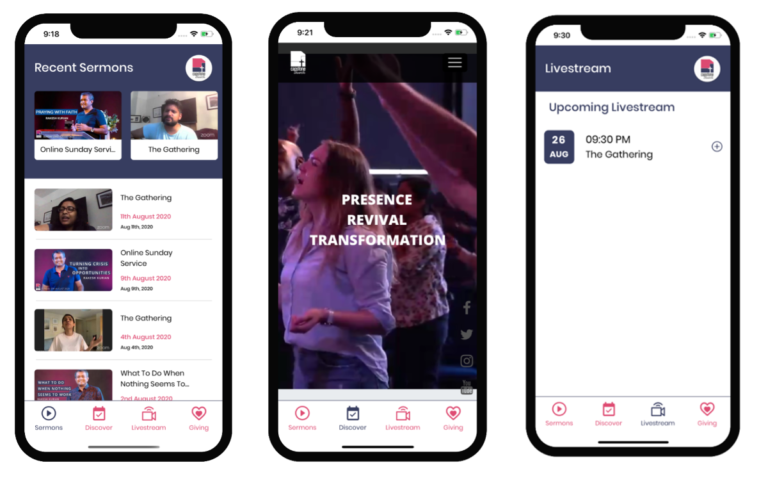 9:18
Recent Sermons
PRAYING WITH FAITH
Online Sunday Servi...
The Gathering
The Gathering
11th August 2020
Aug 11th, 2020
TURNING CRISIS
INTO
OPPORTUNITIES
Online Sunday
Service
9th August 2020
Aug 9th, 2020
The Gathering
4th August 2020
Aug 4th, 2020
WHAT TO DO
WHEN NOTHING
SEEMS TO WORK
What To Do When
Nothing Seems To...
2nd August 2020
Sermons
Discover
Livestream
Giving
9:21
PRESENCE
REVIVAL
TRANSFORMATION
Sermons
Discover
Livestream
Giving
9:30
Livestream
Upcoming Livestream
26
AUG
09:30 PM
The Gathering
Sermons
Discover
Livestream
Giving